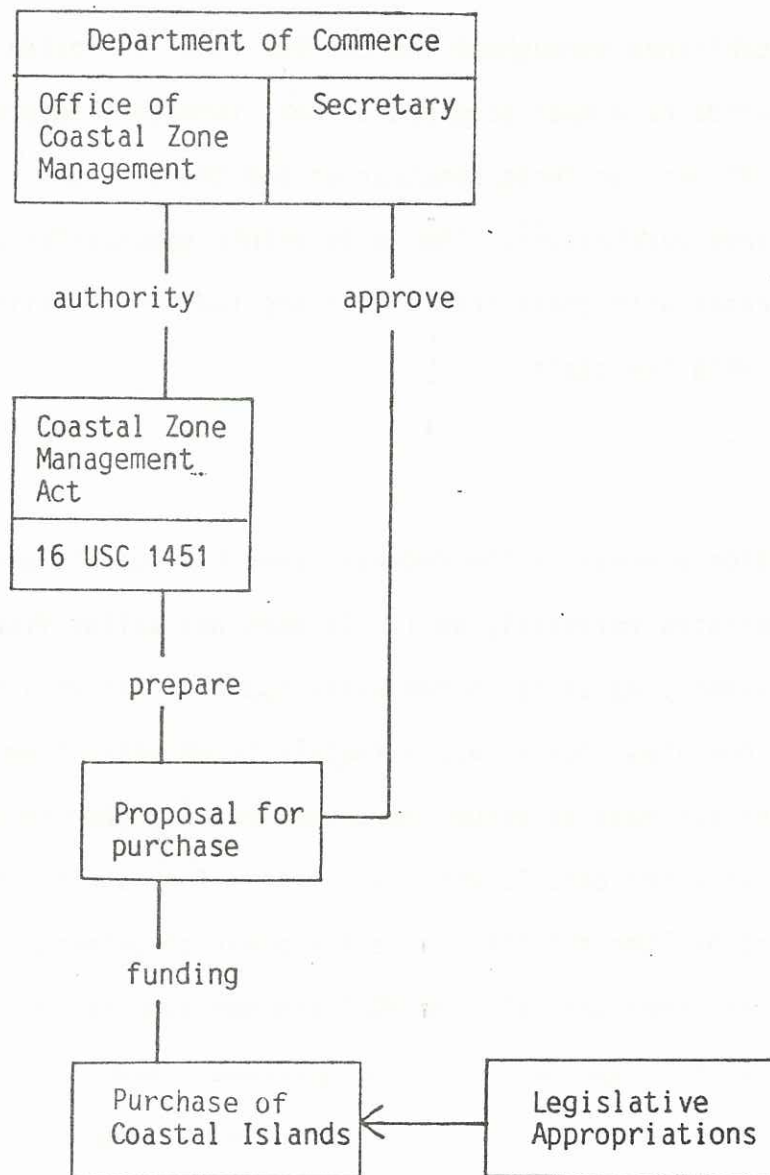 Department of Commerce
Office of
Coastal Zone
Management
Secretary
authority
approve
Coastal Zone
Management
Act
16 USC 1451
prepare
Proposal for
purchase
funding
Purchase of
Coastal Islands
Legislative
Appropriations